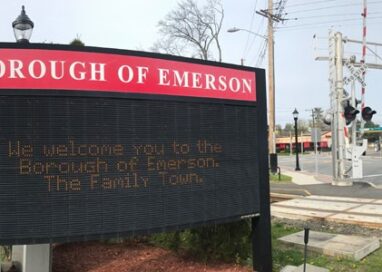 BOROUGH OF EMERSON
We welcome you to the
Borough of Emerson.
The Family Town.